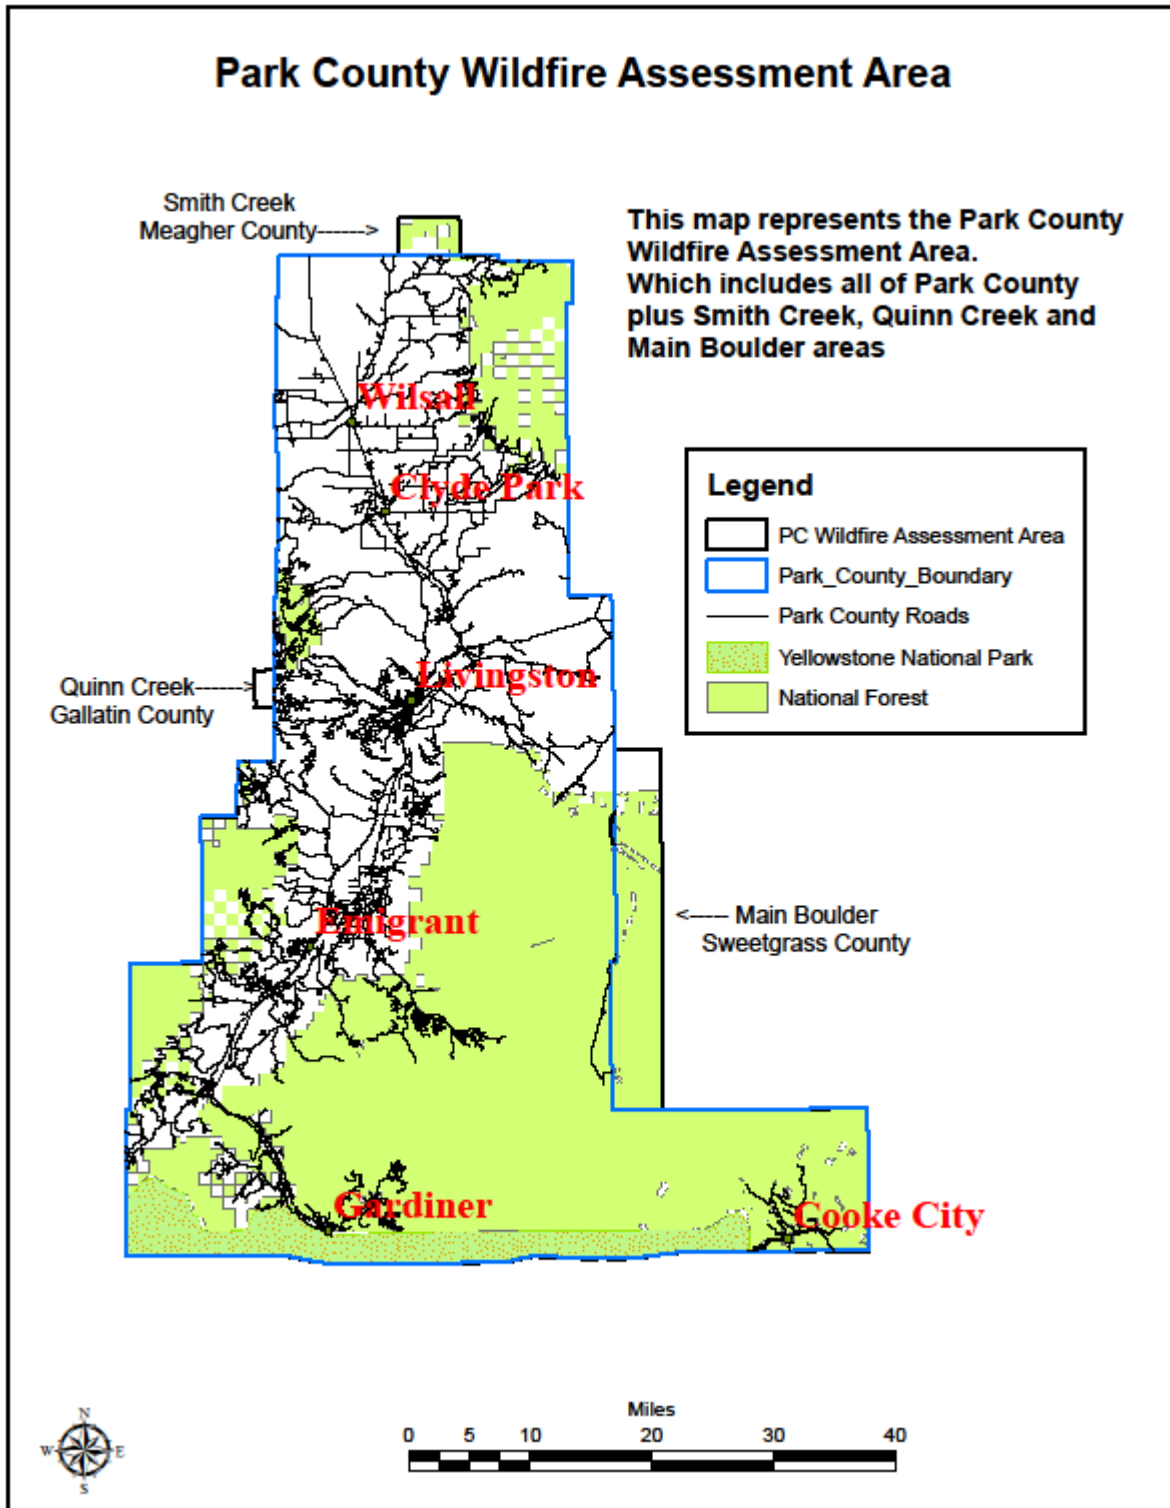 Park County Wildfire Assessment Area
Smith Creek
Meagher County------>
This map represents the Park County
Wildfire Assessment Area.
Which includes all of Park County
plus Smith Creek, Quinn Creek and
Main Boulder areas
Wilsall
Clyde Park
Legend
PC Wildfire Assessment Area
Park_County_Boundary
Park County Roads
Yellowstone National Park
National Forest
Livingston
Quinn Creek------>
Gallatin County
Emigrant
<----- Main Boulder
Sweetgrass County
Gardiner
Cooke City
N
W
E
S
Miles
0 5 10 20 30 40